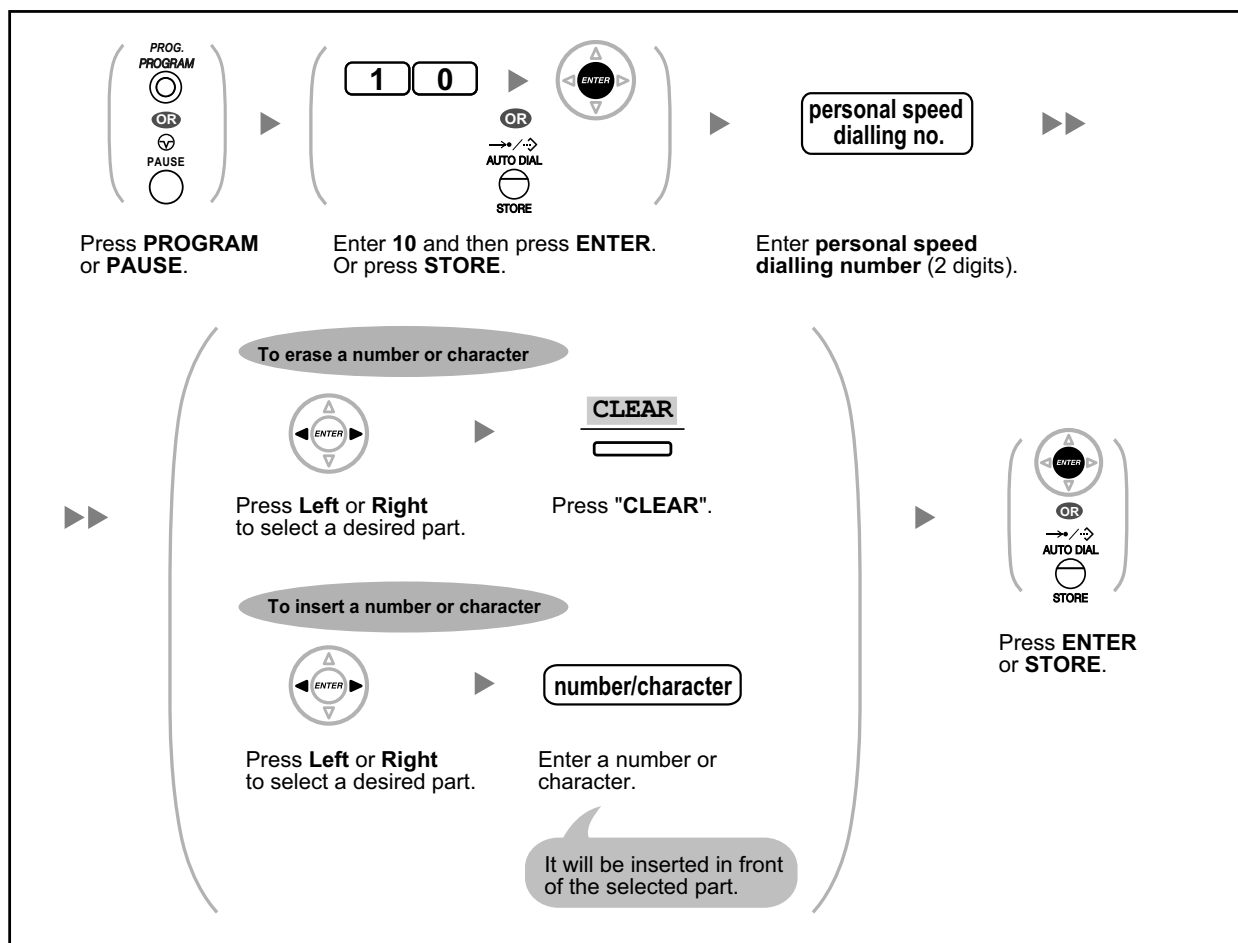 PROG.
PROGRAM
OR
PAUSE
Press PROGRAM
or PAUSE.
1 0
ENTER
OR
AUTO DIAL
STORE
Enter 10 and then press ENTER.
Or press STORE.
personal speed
dialling no.
Enter personal speed
dialling number (2 digits).
To erase a number or character
ENTER
Press Left or Right
to select a desired part.
CLEAR
Press "CLEAR".
To insert a number or character
ENTER
Press Left or Right
to select a desired part.
number/character
Enter a number or
character.
It will be inserted in front
of the selected part.
ENTER
OR
AUTO DIAL
STORE
Press ENTER
or STORE.